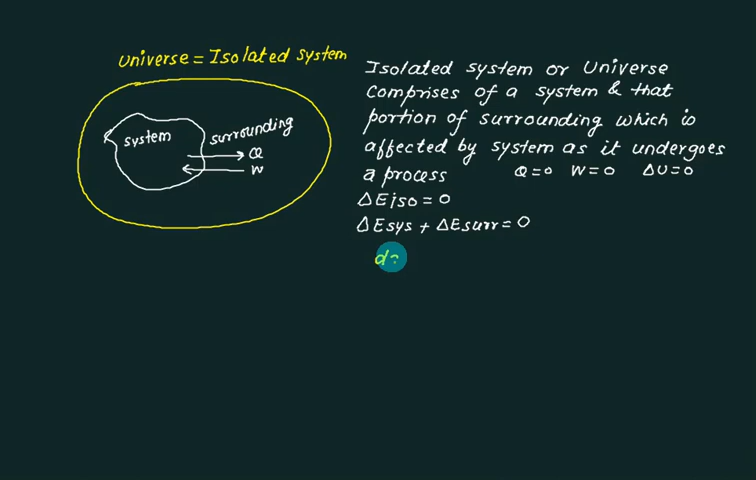 Universe = Isolated system
system
surrounding
Q
W
Isolated system or Universe
comprises of a system & that
portion of surrounding which is
affected by system as it undergoes
a process Q=0 W=0 ΔU=0
ΔEiso = 0
ΔEsys + ΔEsurr = 0